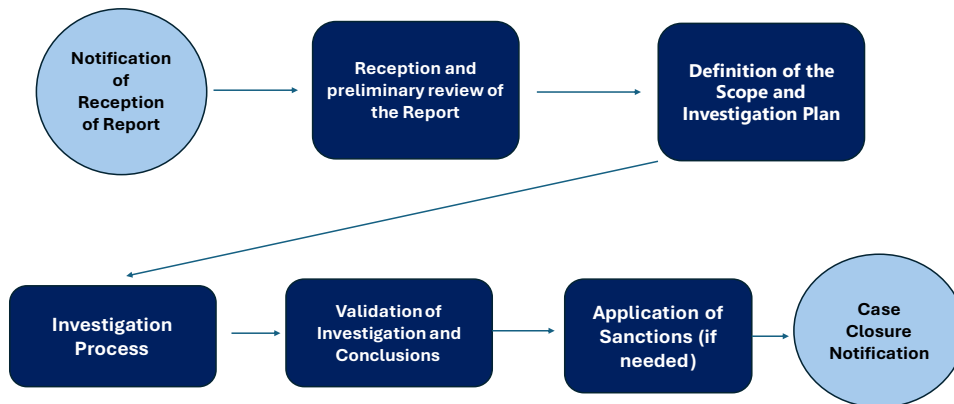 Notification
of
Reception
of Report
Reception and
preliminary review of
the Report
Definition of the
Scope and
Investigation Plan
Investigation
Process
Validation of
Investigation and
Conclusions
Application of
Sanctions (if
needed)
Case
Closure
Notification